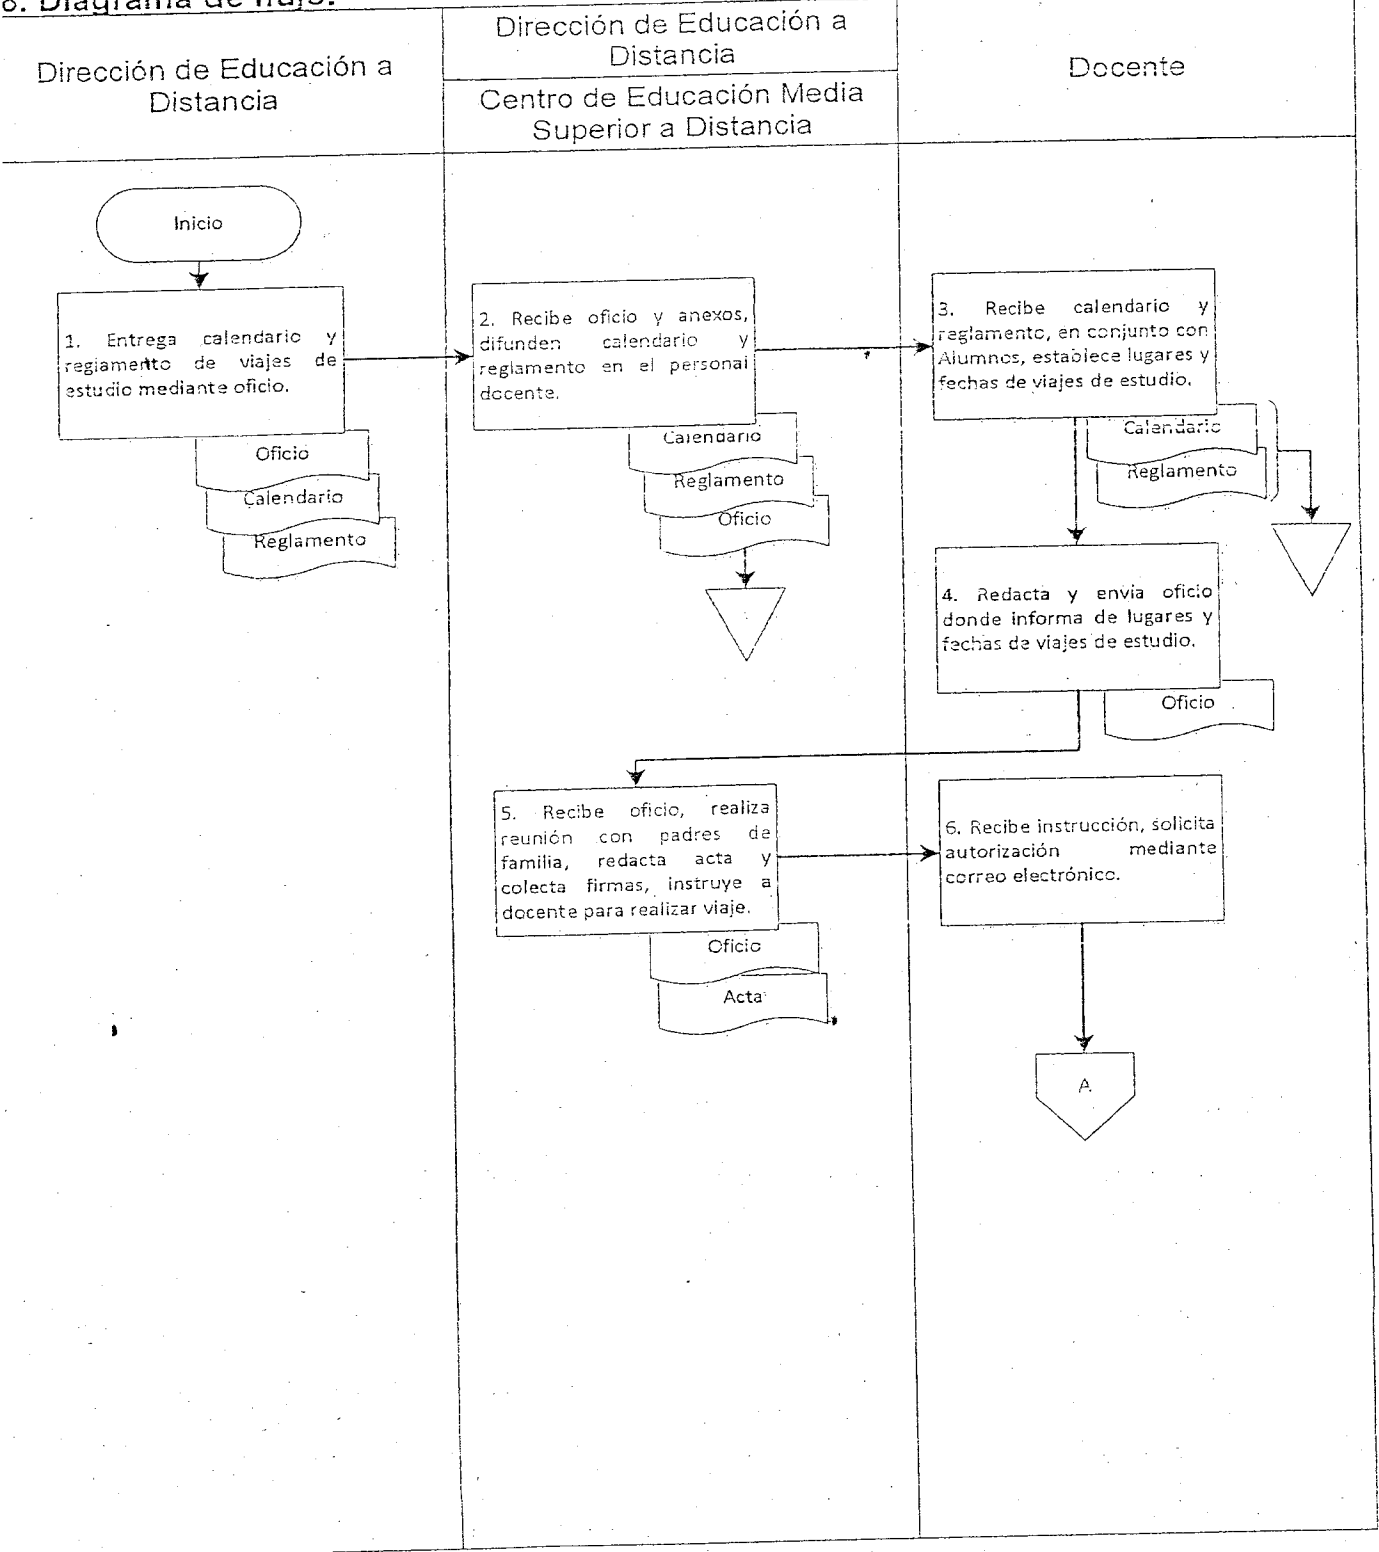 6. Diagrama de flujo.
Dirección de Educación a
Distancia
Dirección de Educación a
Distancia
Centro de Educación Media
Superior a Distancia
Docente
Inicio
1. Entrega calendario y
reglamento de viajes de
estudio mediante oficio.
Oficio
Calendario
Reglamento
2. Recibe oficio y anexos,
difunden calendario y
reglamento en el personal
docente.
Calendario
Reglamento
Oficio
3. Recibe calendario y
reglamento, en conjunto con
Alumnos, establece lugares y
fechas de viajes de estudio.
Calendario
Reglamento
4. Redacta y envia oficio
donde informa de lugares y
fechas de viajes de estudio.
Oficio
5. Recibe oficio, realiza
reunión con padres de
familia, redacta acta y
colecta firmas, instruye a
docente para realizar viaje.
Oficio
Acta
6. Recibe instrucción, solicita
autorización mediante
correo electrónico.
A